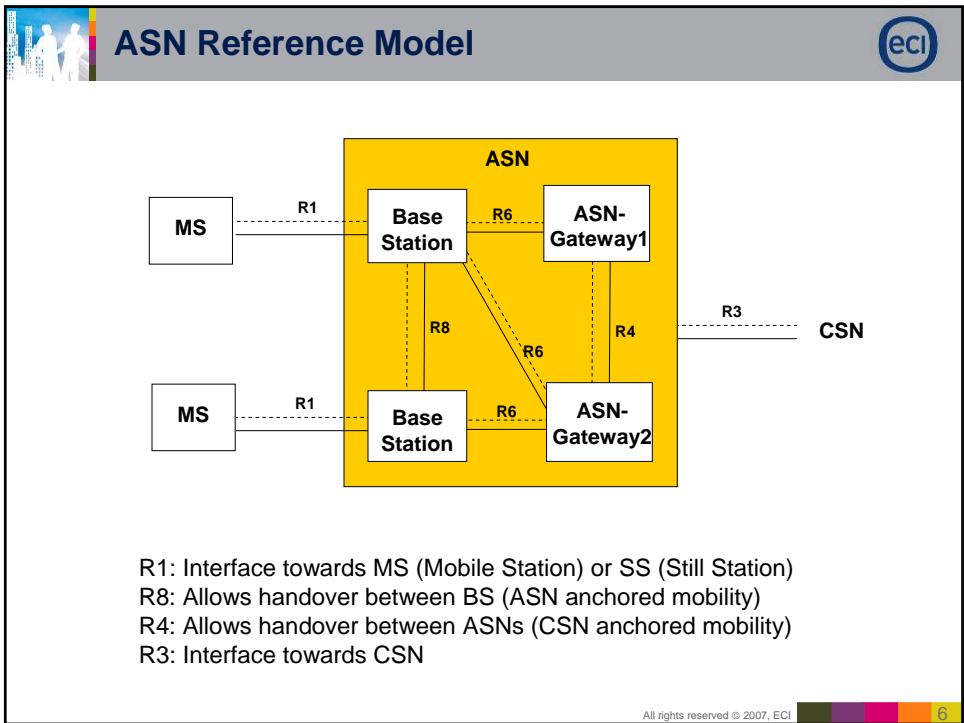 ASN Reference Model
eci
ASN
MS
R1
Base
Station
R6
ASN-
Gateway1
R8
R6
R4
R3
CSN
MS
R1
Base
Station
R6
ASN-
Gateway2
R1: Interface towards MS (Mobile Station) or SS (Still Station)
R8: Allows handover between BS (ASN anchored mobility)
R4: Allows handover between ASNs (CSN anchored mobility)
R3: Interface towards CSN
All rights reserved © 2007, ECI
6